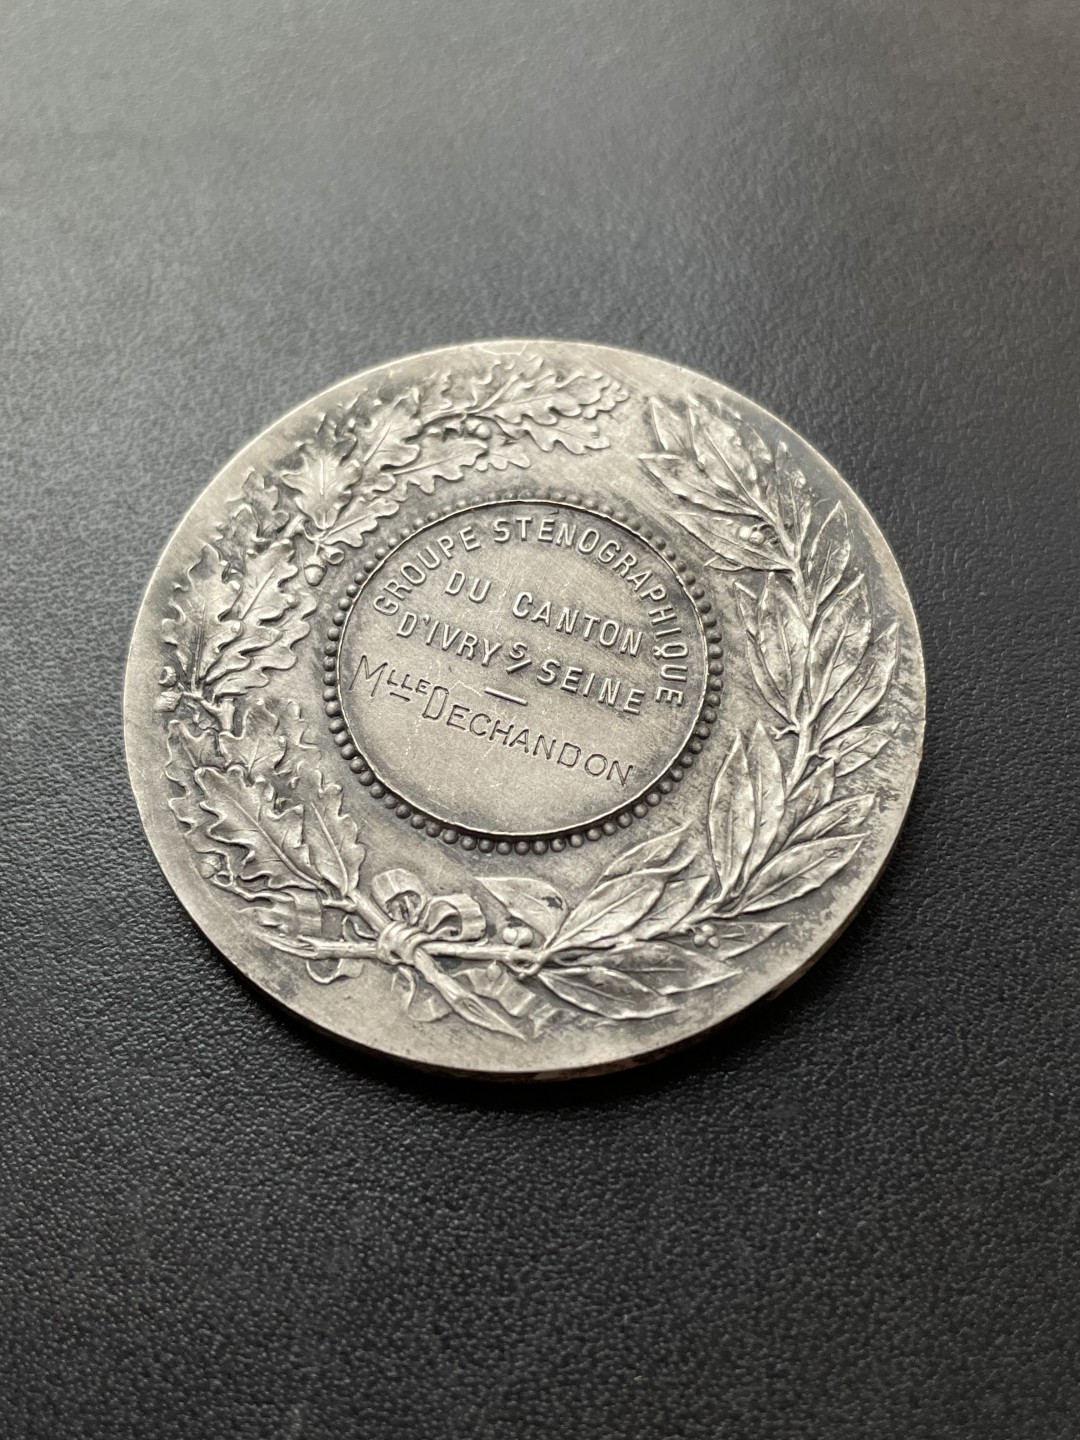 GROUPE STÉNOGRAPHIQUE
DU CANTON
D'IVRY S/ SEINE
MLLE DECHANDON